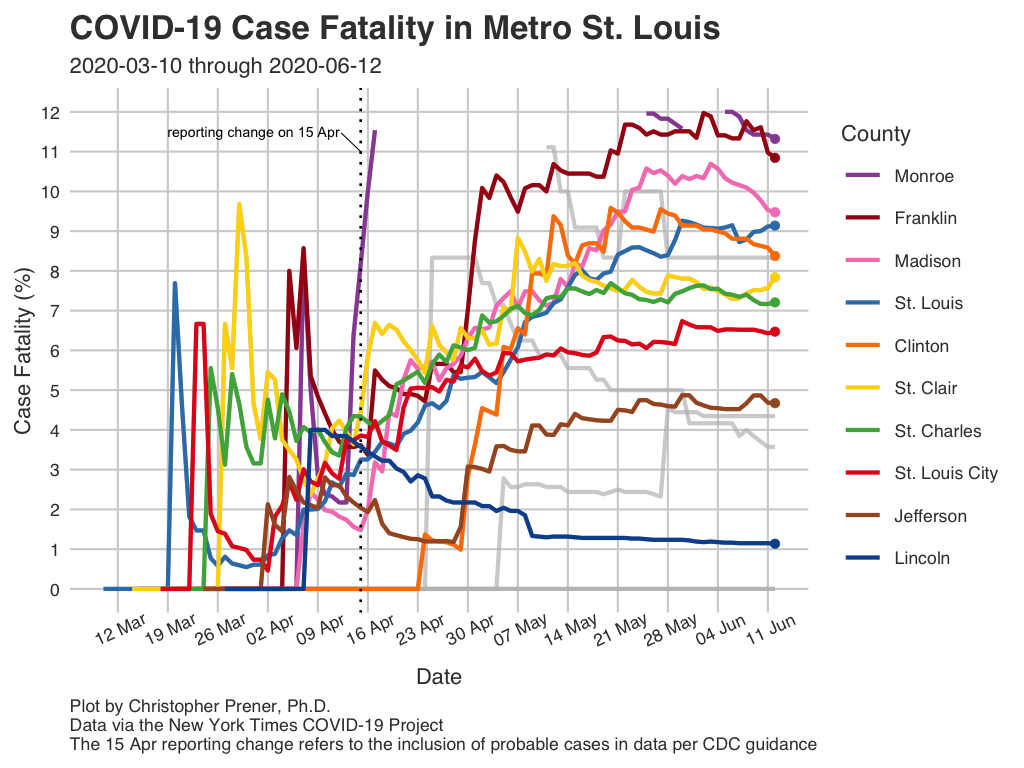 COVID-19 Case Fatality in Metro St. Louis
2020-03-10 through 2020-06-12
reporting change on 15 Apr
Case Fatality (%)
12
11
10
9
8
7
6
5
4
3
2
1
0
12 Mar
19 Mar
26 Mar
02 Apr
09 Apr
16 Apr
23 Apr
30 Apr
07 May
14 May
21 May
28 May
04 Jun
11 Jun
Date
County
Monroe
Franklin
Madison
St. Louis
Clinton
St. Clair
St. Charles
St. Louis City
Jefferson
Lincoln
Plot by Christopher Prener, Ph.D.
Data via the New York Times COVID-19 Project
The 15 Apr reporting change refers to the inclusion of probable cases in data per CDC guidance